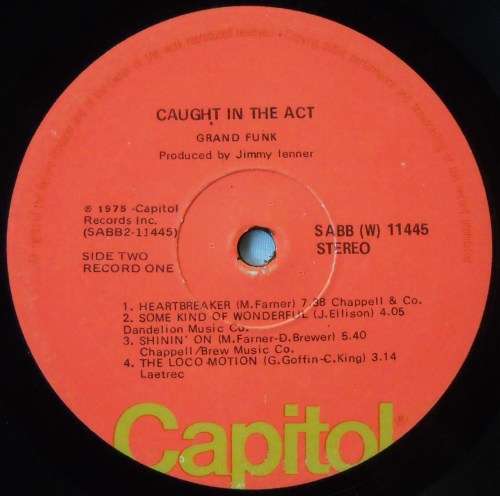 CAUGHT IN THE ACT
GRAND FUNK
Produced by Jimmy Ienner
℗ 1975 Capitol
Records Inc.
(SABB2-11445)
SIDE TWO
RECORD ONE
SABB (W) 11445
STEREO
1. HEARTBREAKER (M. Farner) 7.38 Chappell & Co.
2. SOME KIND OF WONDERFUL (J. Ellison) 4.05
Dandelion Music Co.
3. SHININ' ON (M. Farner-D. Brewer) 5.40
Chappell/Brew Music Co.
4. THE LOCO-MOTION (G. Goffin-C. King) 3.14
Laetrec
Capitol